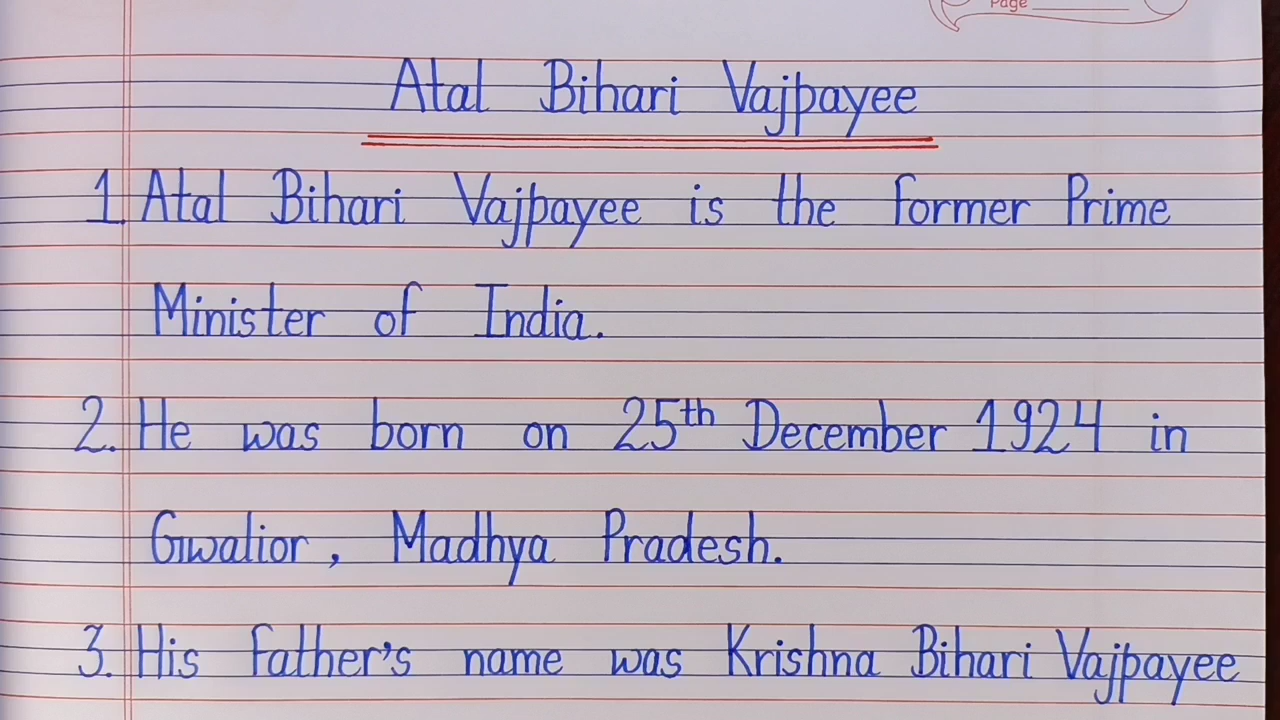 Page
Atal Bihari Vajpayee
1. Atal Bihari Vajpayee is the former Prime
Minister of India.
2. He was born on 25th December 1924 in
Gwalior, Madhya Pradesh.
3. His father's name was Krishna Bihari Vajpayee